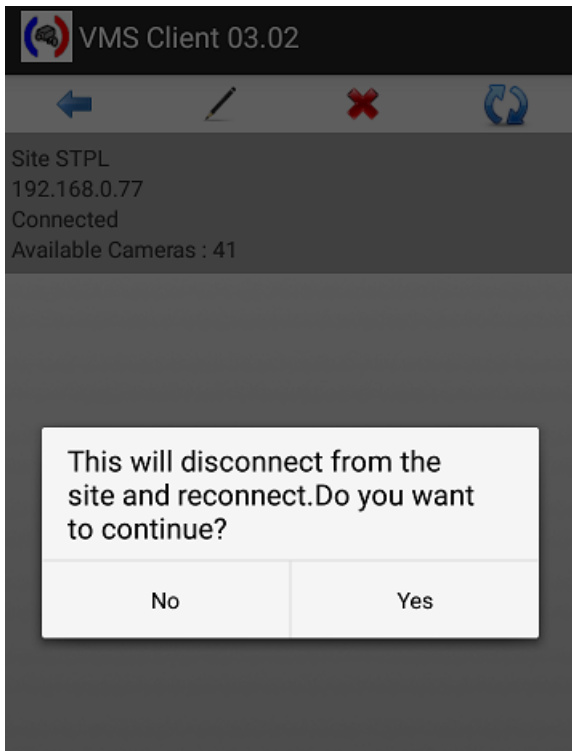 VMS Client 03.02
Site STPL
192.168.0.77
Connected
Available Cameras : 41
This will disconnect from the
site and reconnect.Do you want
to continue?
No
Yes